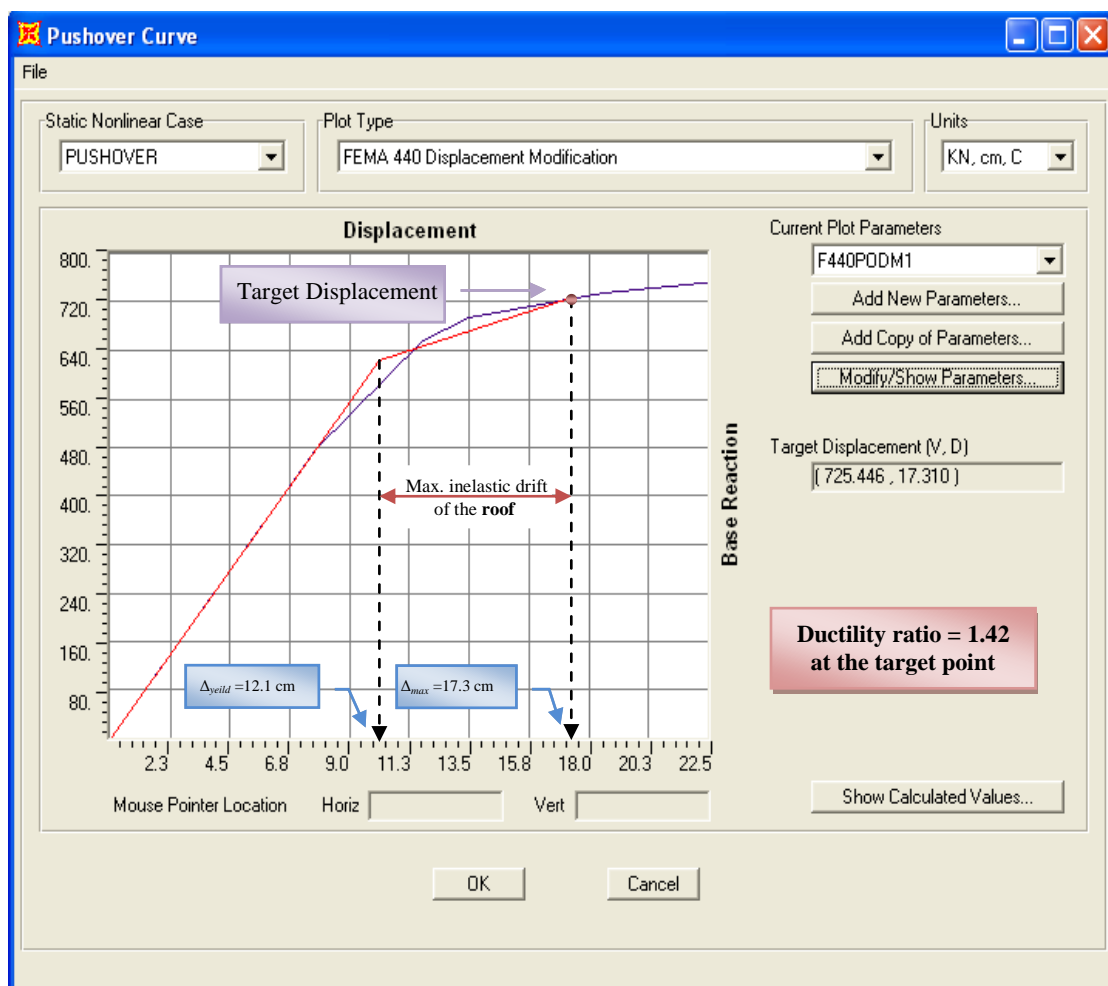 Pushover Curve
File
Static Nonlinear Case
PUSHOVER
Plot Type
FEMA 440 Displacement Modification
Units
KN, cm, C
Displacement
800.
720.
640.
560.
480.
400.
320.
240.
160.
80.
Target Displacement
Max. inelastic drift
of the roof
Δyeild =12.1 cm
Δmax =17.3 cm
2.3 4.5 6.8 9.0 11.3 13.5 15.8 18.0 20.3 22.5
Base Reaction
Mouse Pointer Location Horiz Vert
Current Plot Parameters
F440PODM1
Add New Parameters...
Add Copy of Parameters...
Modify/Show Parameters...
Target Displacement (V, D)
( 725.446 , 17.310 )
Ductility ratio = 1.42
at the target point
Show Calculated Values...
OK
Cancel